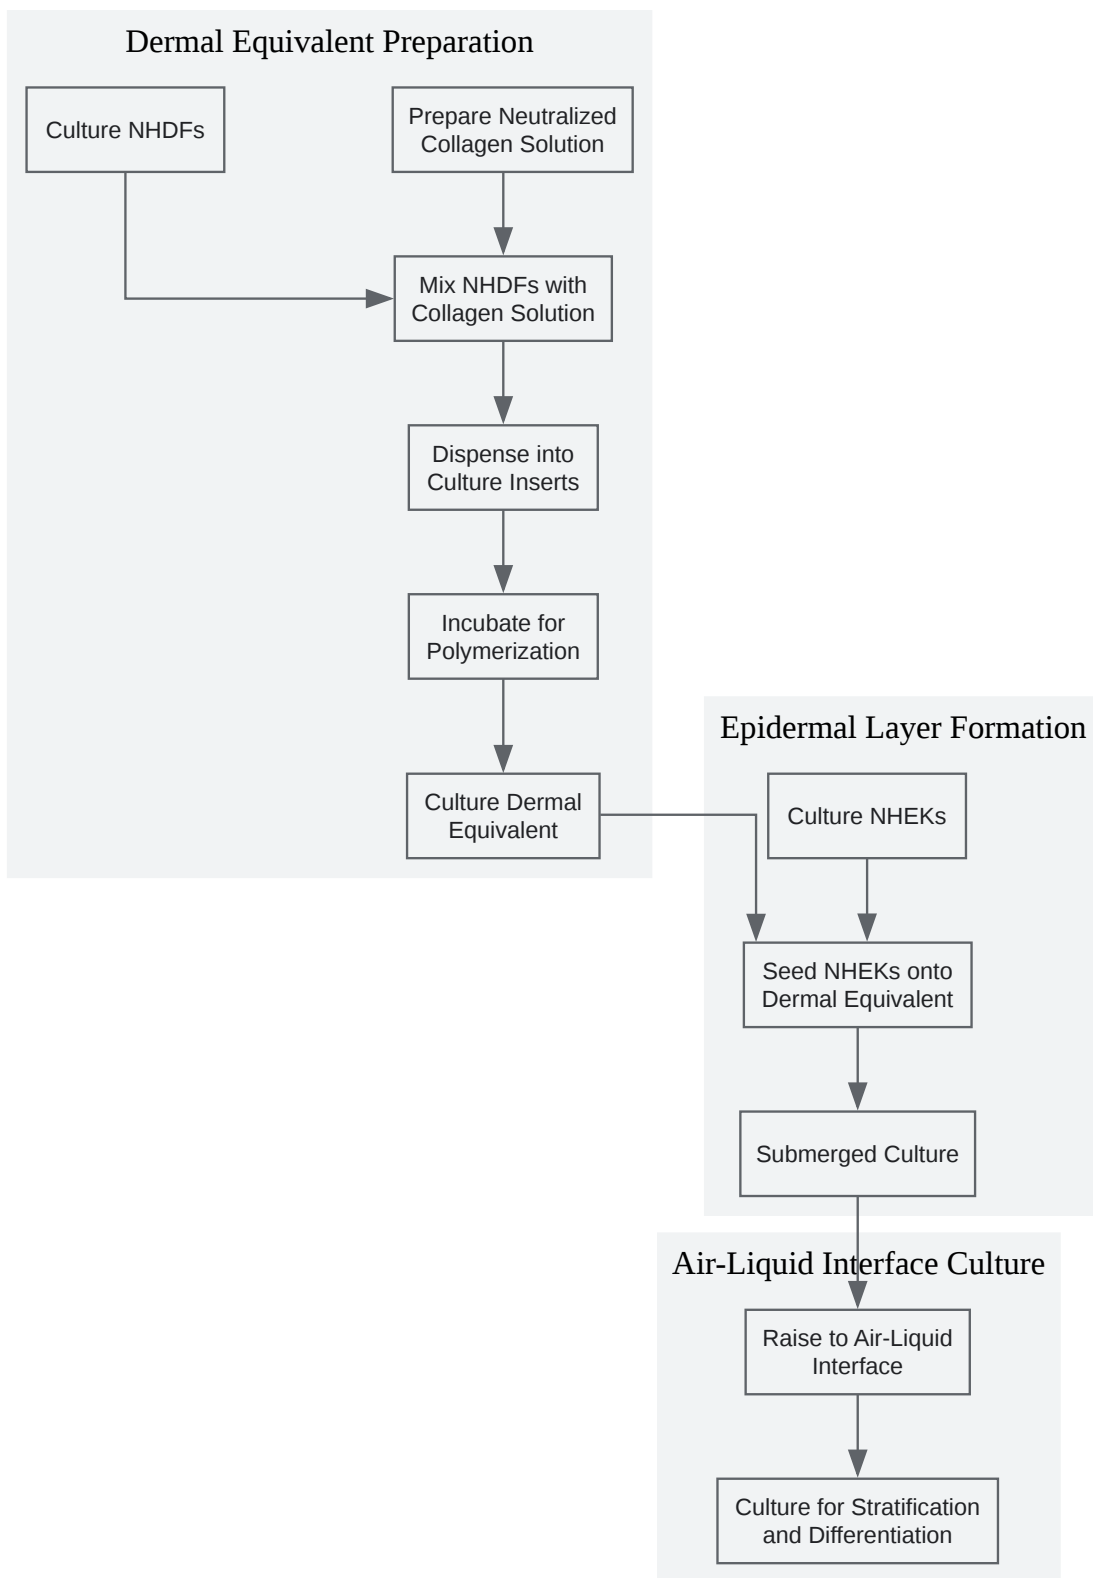 Dermal Equivalent Preparation
Culture NHDFs
Prepare Neutralized
Collagen Solution
Mix NHDFs with
Collagen Solution
Dispense into
Culture Inserts
Incubate for
Polymerization
Culture Dermal
Equivalent
Epidermal Layer Formation
Culture NHEKs
Seed NHEKs onto
Dermal Equivalent
Submerged Culture
Air-Liquid Interface Culture
Raise to Air-Liquid
Interface
Culture for Stratification
and Differentiation